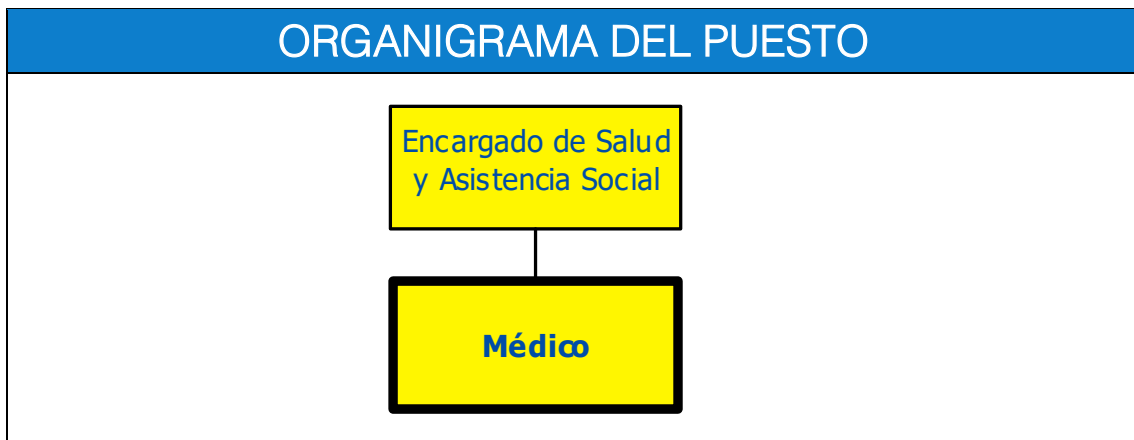 ORGANIGRAMA DEL PUESTO
Encargado de Salud
y Asistencia Social
Médico